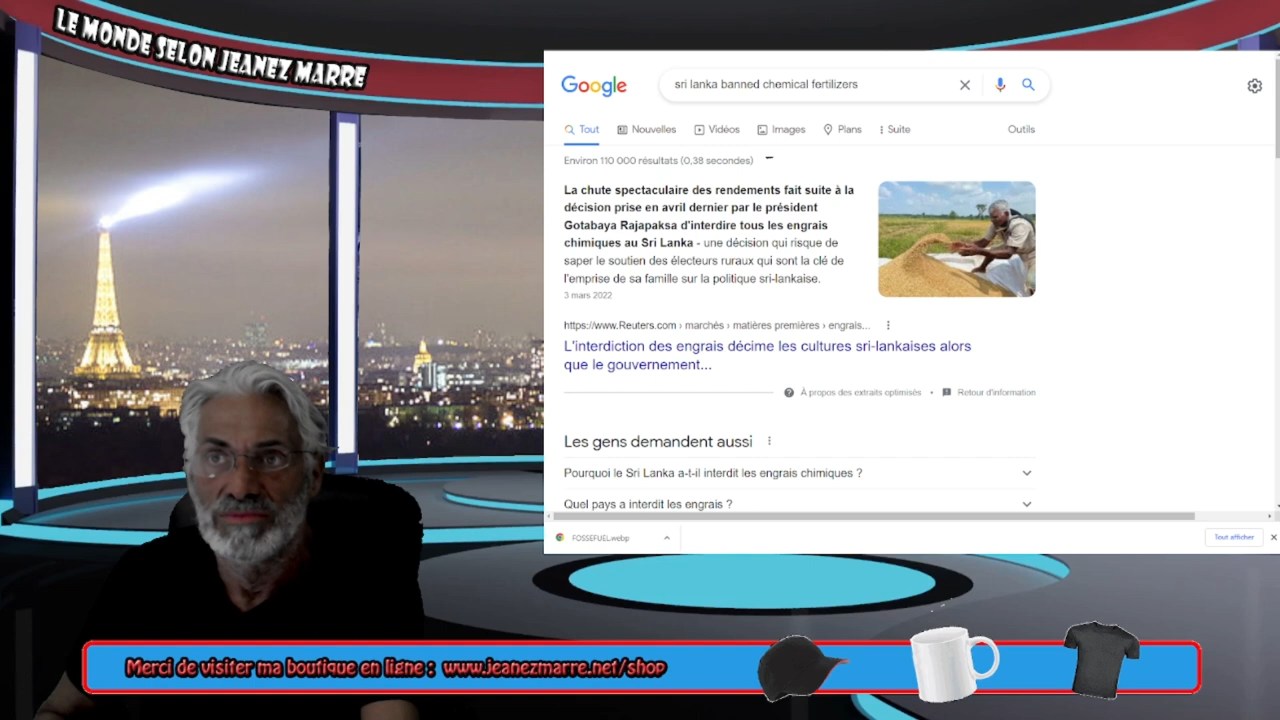 LE MONDE SELON JEANEZ MARRE
Google
sri lanka banned chemical fertilizers
Tout
Nouvelles
Vidéos
Images
Plans
Suite
Outils
Environ 110 000 résultats (0,38 secondes)
La chute spectaculaire des rendements fait suite à la
décision prise en avril dernier par le président
Gotabaya Rajapaksa d'interdire tous les engrais
chimiques au Sri Lanka - une décision qui risque de
saper le soutien des électeurs ruraux qui sont la clé de
l'emprise de sa famille sur la politique sri-lankaise.
3 mars 2022
https://www.Reuters.com › marchés › matières premières › engrais...
L'interdiction des engrais décime les cultures sri-lankaises alors
que le gouvernement...
À propos des extraits optimisés • Retour d'information
Les gens demandent aussi
Pourquoi le Sri Lanka a-t-il interdit les engrais chimiques ?
Quel pays a interdit les engrais ?
FOSSEFUEL.webp
Tout afficher
Merci de visiter ma boutique en ligne : www.jeanezmarre.net/shop